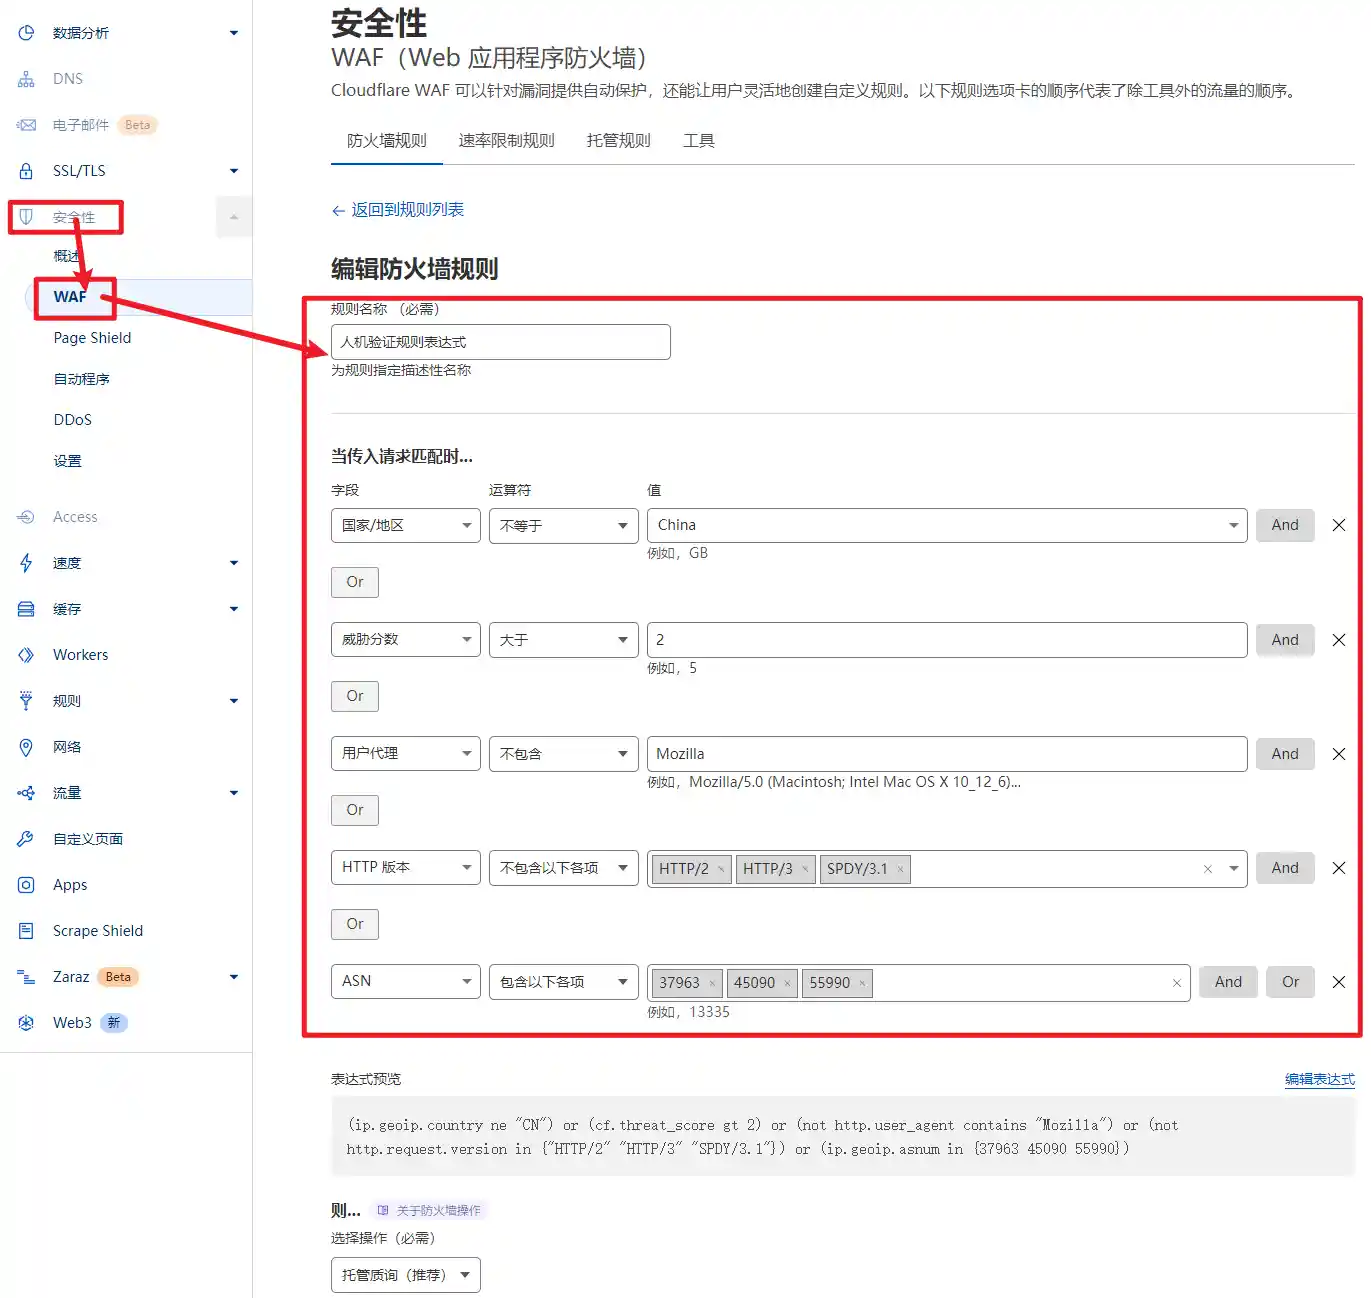 数据分析
DNS
电子邮件 Beta
SSL/TLS
安全性
概述
WAF
Page Shield
自动程序
DDoS
设置
Access
速度
缓存
Workers
规则
网络
流量
自定义页面
Apps
Scrape Shield
Zaraz Beta
Web3 新
安全性
WAF（Web 应用程序防火墙）
Cloudflare WAF 可以针对漏洞提供自动保护，还能让用户灵活地创建自定义规则。以下规则选项卡的顺序代表了除工具外的流量的顺序。
防火墙规则 速率限制规则 托管规则 工具
← 返回到规则列表
编辑防火墙规则
规则名称 （必需）
人机验证规则表达式
为规则指定描述性名称
当传入请求匹配时...
字段 运算符 值
国家/地区 不等于 China And
例如，GB
Or
威胁分数 大于 2 And
例如，5
Or
用户代理 不包含 Mozilla And
例如，Mozilla/5.0 (Macintosh; Intel Mac OS X 10_12_6)...
Or
HTTP 版本 不包含以下各项 HTTP/2 × HTTP/3 × SPDY/3.1 × And
Or
ASN 包含以下各项 37963 × 45090 × 55990 × And Or
例如，13335
表达式预览 编辑表达式
(ip.geoip.country ne "CN") or (cf.threat_score gt 2) or (not http.user_agent contains "Mozilla") or (not
http.request.version in {"HTTP/2" "HTTP/3" "SPDY/3.1"}) or (ip.geoip.asnum in {37963 45090 55990})
则... 关于防火墙操作
选择操作（必需）
托管质询（推荐）